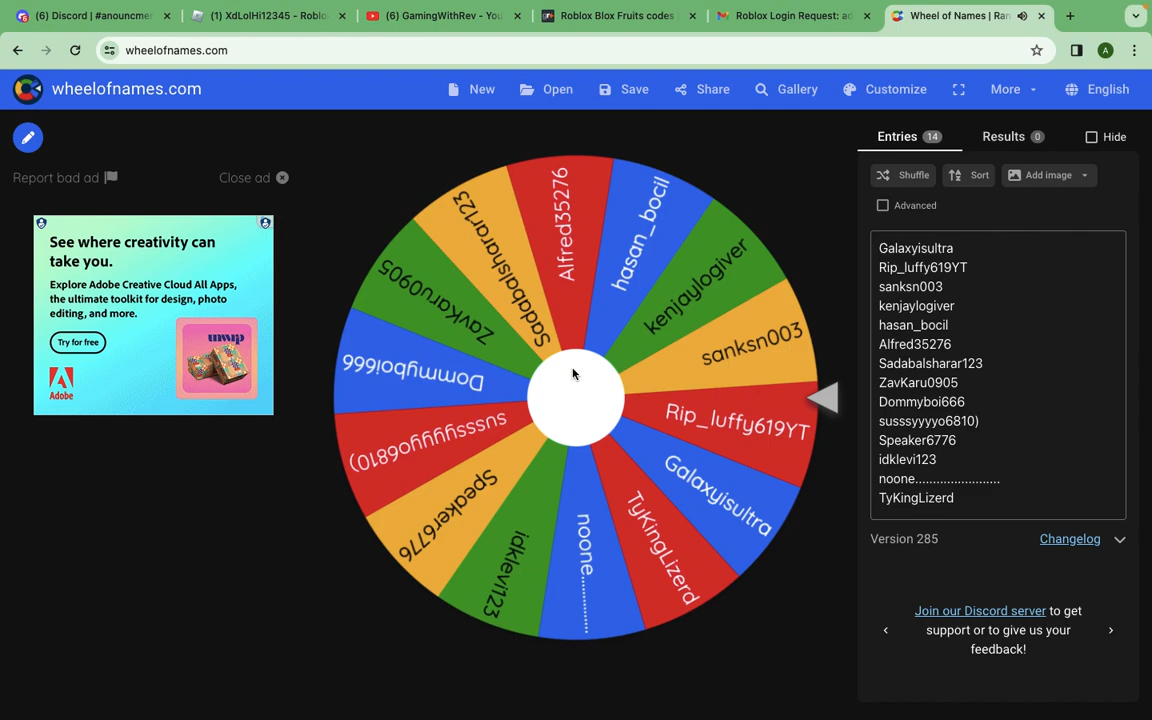 (6) Discord | #anouncme
(1) XdLolHi12345 - Roblo
(6) GamingWithRev - You
Roblox Blox Fruits codes
Roblox Login Request: ad
Wheel of Names | Ran
wheelofnames.com
A
wheelofnames.com
New
Open
Save
Share
Gallery
Customize
More
English
Report bad ad
Close ad
See where creativity can
take you.
Explore Adobe Creative Cloud All Apps,
the ultimate toolkit for design, photo
editing, and more.
Try for free
Adobe
Alfred35276
hasan_bocil
kenjaylogiver
sanksn003
Rip_luffy619YT
Galaxyisultra
TyKingLizerd
noone..............
idklevi123
Speaker6776
susssyyyyo6810)
Dommyboi666
ZavKaru0905
Sadabalsharar123
Entries 14
Results 0
Hide
Shuffle
Sort
Add image
Advanced
Galaxyisultra
Rip_luffy619YT
sanksn003
kenjaylogiver
hasan_bocil
Alfred35276
Sadabalsharar123
ZavKaru0905
Dommyboi666
susssyyyyo6810)
Speaker6776
idklevi123
noone........................
TyKingLizerd
Version 285
Changelog
Join our Discord server to get
support or to give us your
feedback!